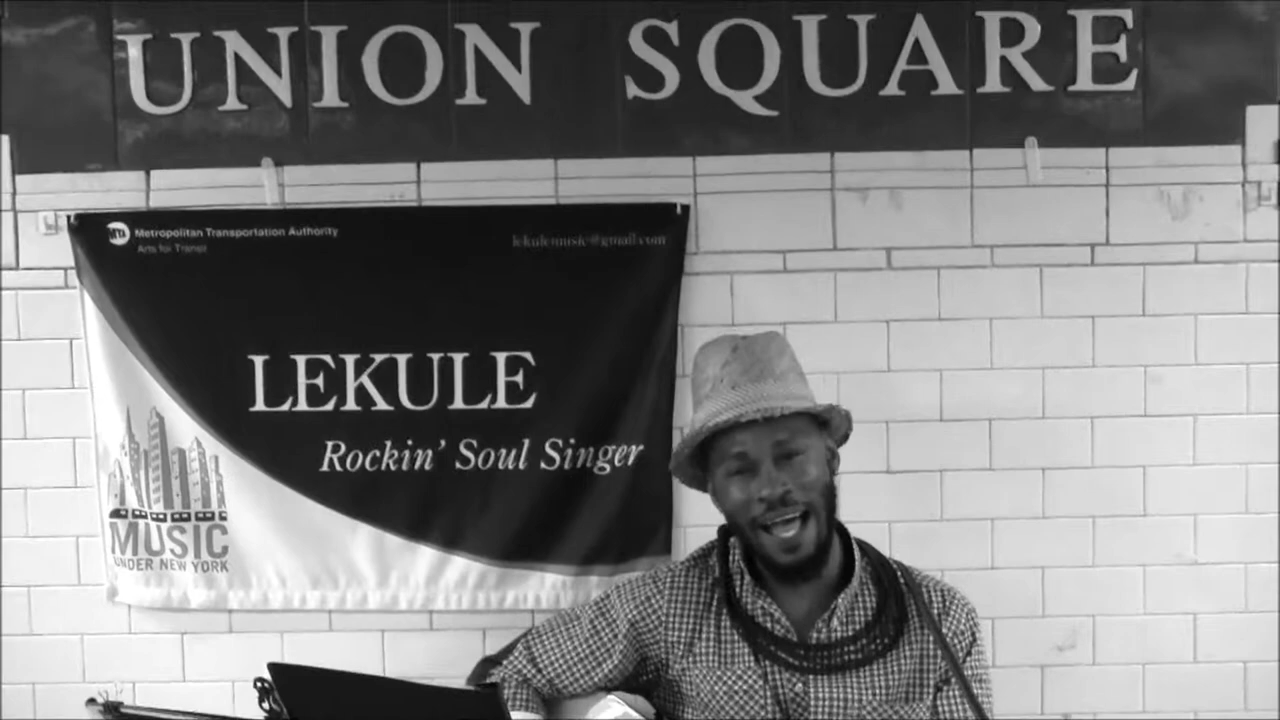 UNION SQUARE
MTA Metropolitan Transportation Authority
Arts for Transit
lekulemusic@gmail.com
LEKULE
Rockin' Soul Singer
MUSIC
UNDER NEW YORK